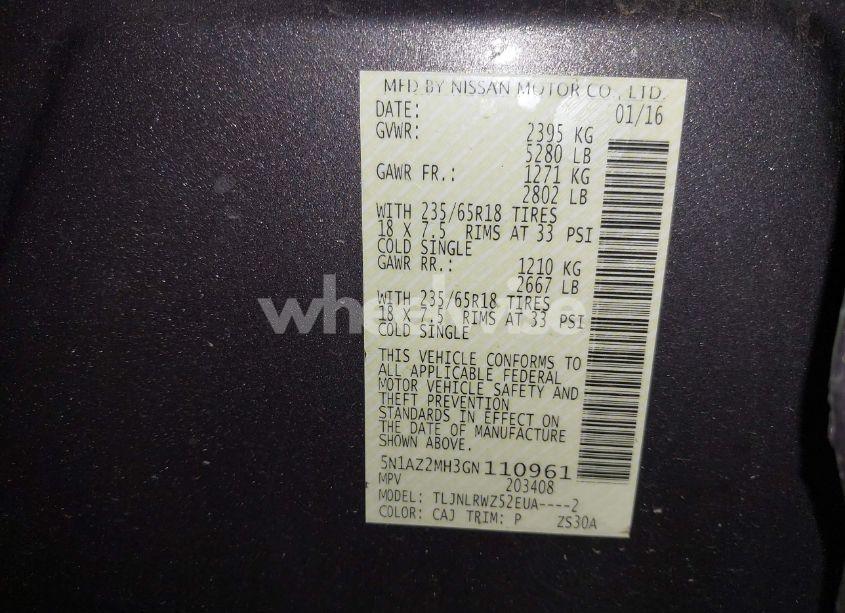 MFD BY NISSAN MOTOR CO., LTD.
DATE: 01/16
GVWR: 2395 KG
5280 LB
GAWR FR.: 1271 KG
2802 LB
WITH 235/65R18 TIRES
18 X 7.5 RIMS AT 33 PSI
COLD SINGLE
GAWR RR.: 1210 KG
2667 LB
WITH 235/65R18 TIRES
18 X 7.5 RIMS AT 33 PSI
COLD SINGLE
wheelwise
THIS VEHICLE CONFORMS TO
ALL APPLICABLE FEDERAL
MOTOR VEHICLE SAFETY AND
THEFT PREVENTION
STANDARDS IN EFFECT ON
THE DATE OF MANUFACTURE
SHOWN ABOVE.
5N1AZ2MH3GN110961
MPV 203408
MODEL: TLJNLRWZ52EUA----2
COLOR: CAJ TRIM: P ZS30A